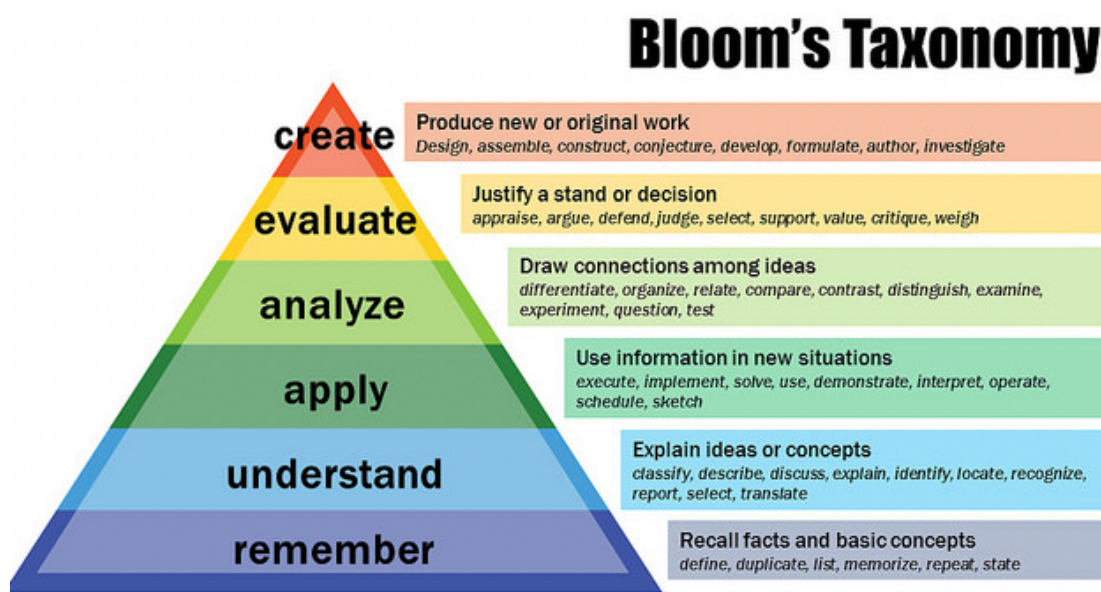 Bloom's Taxonomy
create
Produce new or original work
Design, assemble, construct, conjecture, develop, formulate, author, investigate
evaluate
Justify a stand or decision
appraise, argue, defend, judge, select, support, value, critique, weigh
analyze
Draw connections among ideas
differentiate, organize, relate, compare, contrast, distinguish, examine,
experiment, question, test
apply
Use information in new situations
execute, implement, solve, use, demonstrate, interpret, operate,
schedule, sketch
understand
Explain ideas or concepts
classify, describe, discuss, explain, identify, locate, recognize,
report, select, translate
remember
Recall facts and basic concepts
define, duplicate, list, memorize, repeat, state